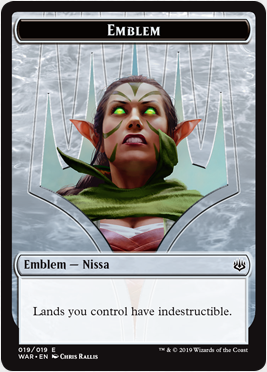 EMBLEM
Emblem — Nissa
Lands you control have indestructible.
019/019 E
WAR • EN CHRIS RALLIS
™ & © 2019 Wizards of the Coast